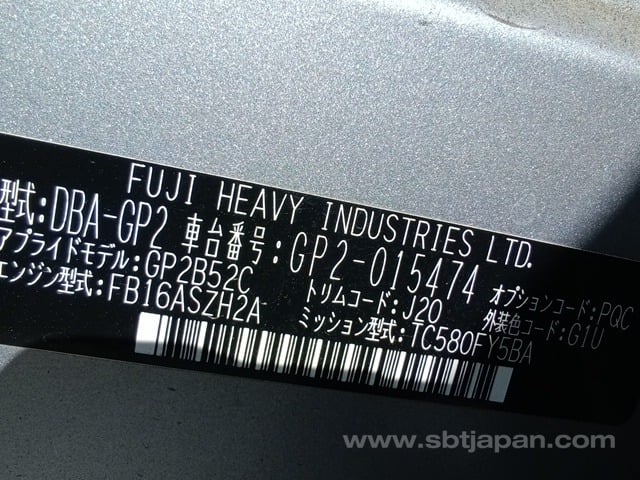 FUJI HEAVY INDUSTRIES LTD.
型式:DBA-GP2 車台番号:GP2-015474
アプライドモデル:GP2B52C トリムコード:J20 オプションコード:PQC
エンジン型式:FB16ASZH2A ミッション型式:TC580FY5BA 外装色コード:G1U
www.sbtjapan.com